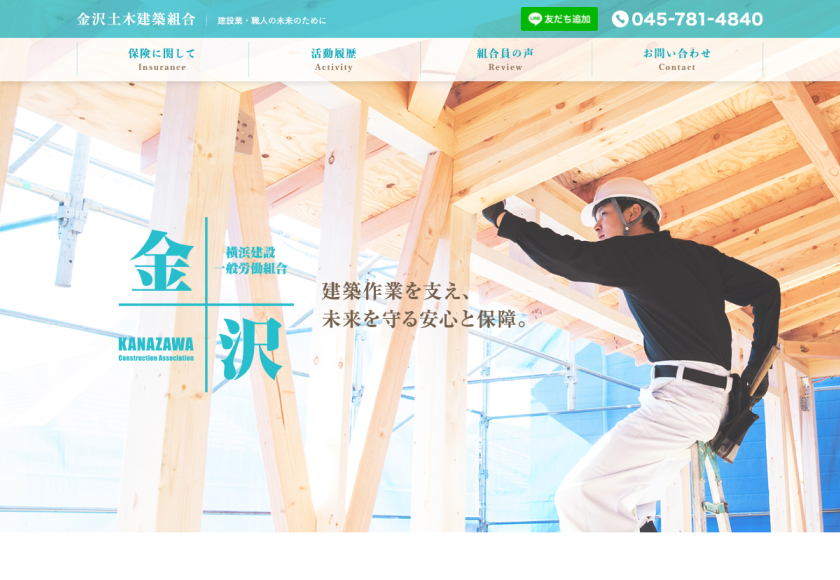 金沢土木建築組合
建設業・職人の未来のために
友だち追加
045-781-4840
保険に関して
Insurance
活動履歴
Activity
組合員の声
Review
お問い合わせ
Contact
金沢
横浜建設
一般労働組合
KANAZAWA
Construction Association
建築作業を支え、
未来を守る安心と保障。